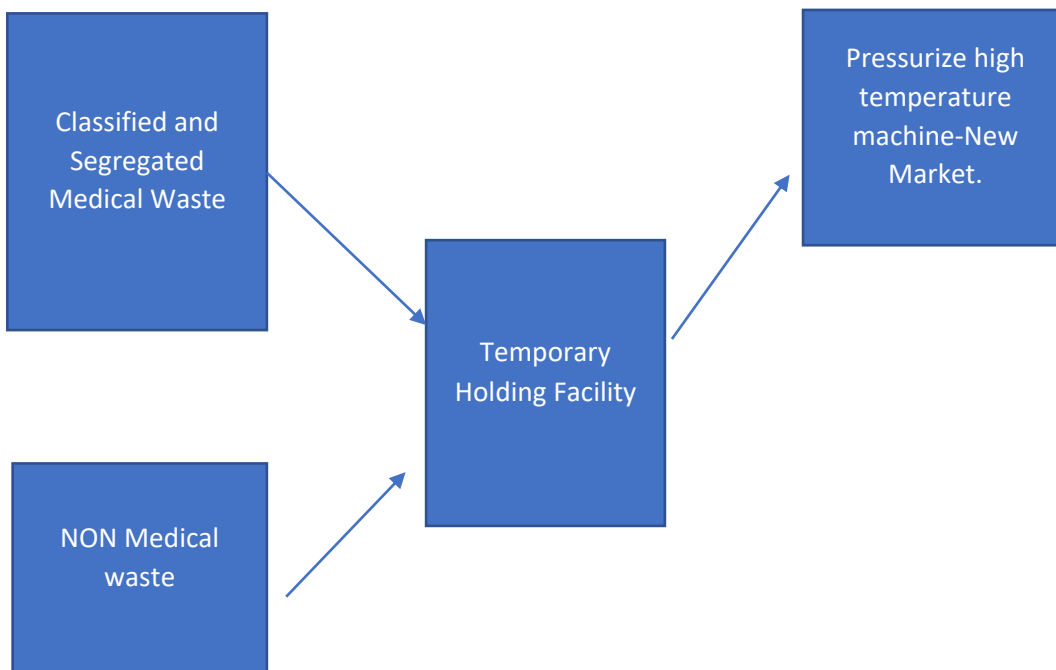 Classified and
Segregated
Medical Waste
NON Medical
waste
Temporary
Holding Facility
Pressurize high
temperature
machine-New
Market.